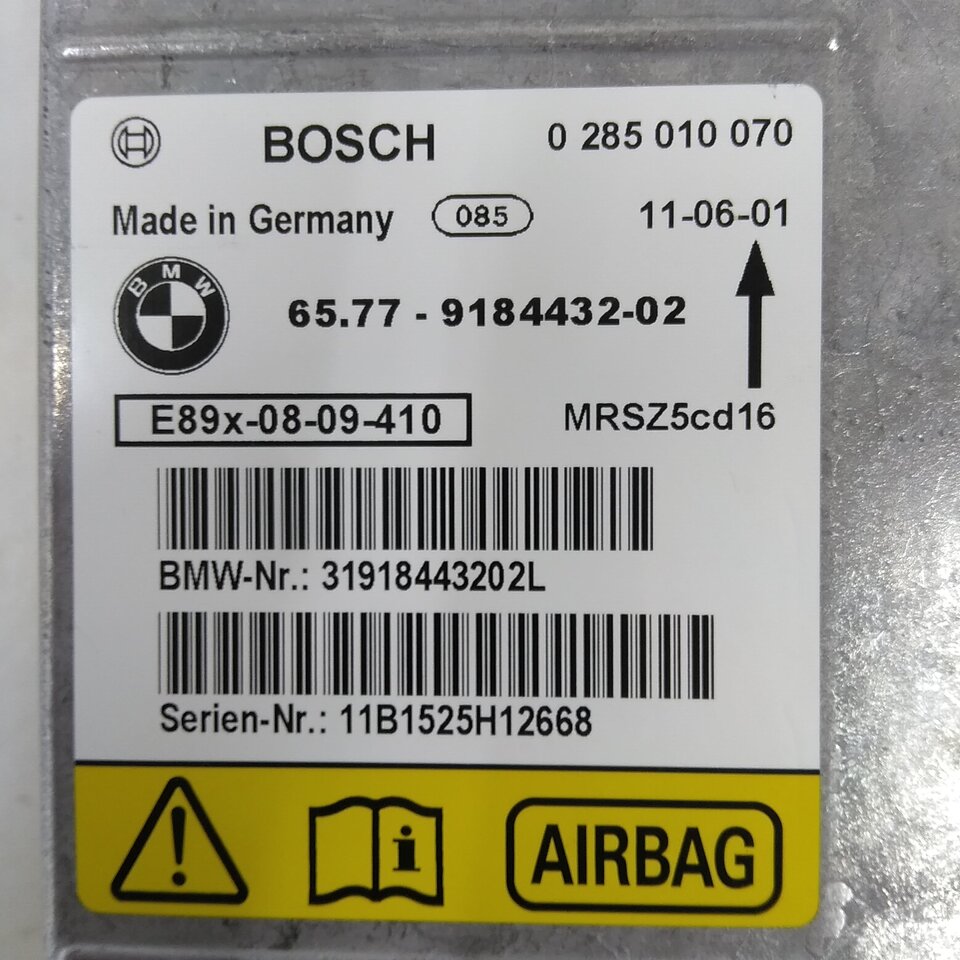 BOSCH 0 285 010 070
Made in Germany 085 11-06-01
BMW
65.77 - 9184432-02
E89x-08-09-410 MRSZ5cd16
BMW-Nr.: 31918443202L
Serien-Nr.: 11B1525H12668
! i AIRBAG